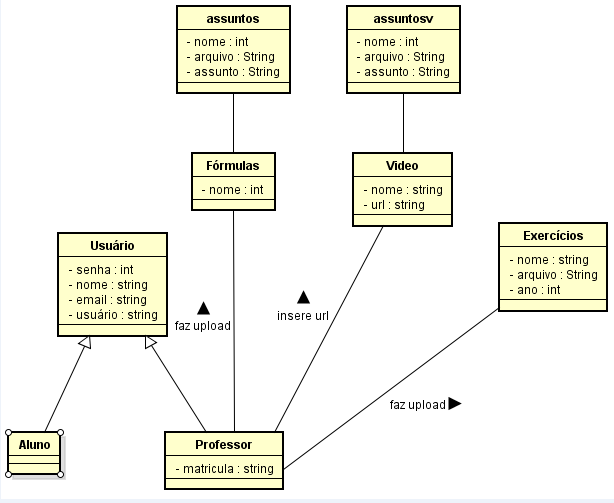 assuntos
- nome : int
- arquivo : String
- assunto : String
assuntosv
- nome : int
- arquivo : String
- assunto : String
Fórmulas
- nome : int
Video
- nome : string
- url : string
Usuário
- senha : int
- nome : string
- email : string
- usuário : string
Exercícios
- nome : string
- arquivo : String
- ano : int
faz upload
insere url
faz upload
Aluno
Professor
- matricula : string